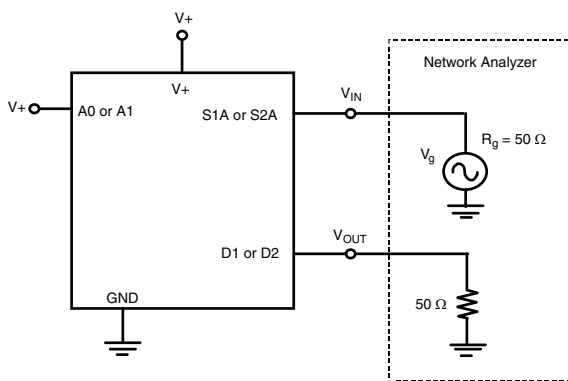 V+
V+
V+
A0 or A1
S1A or S2A
V_IN
Network Analyzer
V_g
R_g = 50 Ω
D1 or D2
V_OUT
GND
50 Ω